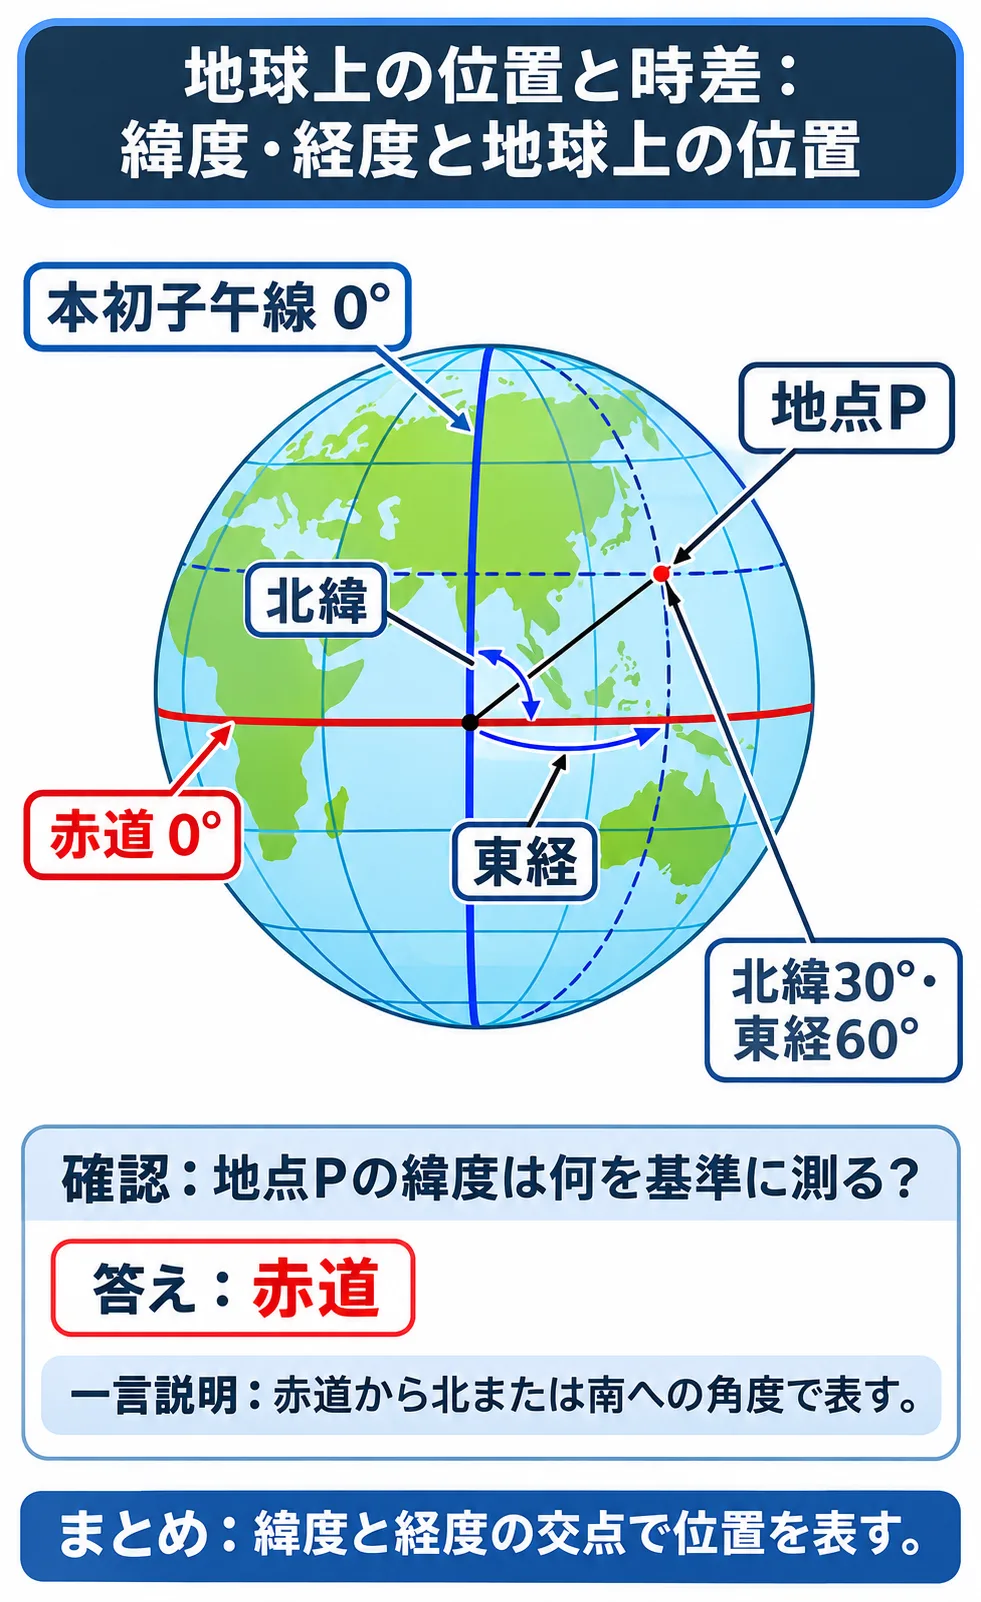 地球上の位置と時差：
緯度・経度と地球上の位置
本初子午線 0°
地点P
北緯
赤道 0°
東経
北緯30°・
東経60°
確認：地点Pの緯度は何を基準に測る？
答え：赤道
一言説明：赤道から北または南への角度で表す。
まとめ：緯度と経度の交点で位置を表す。